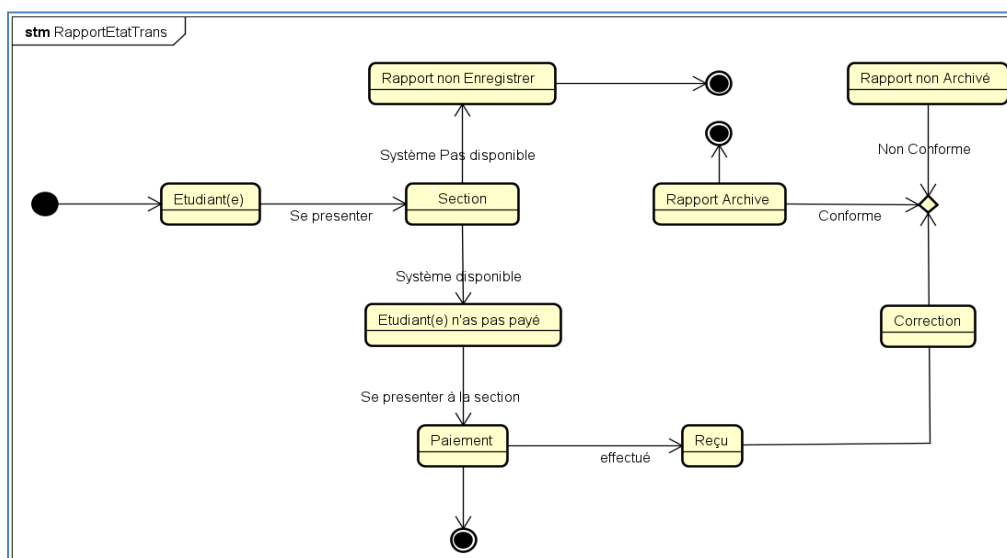 stm RapportEtatTrans
Rapport non Enregistrer
Rapport non Archivé
Système Pas disponible
Non Conforme
Etudiant(e)
Se presenter
Section
Rapport Archive
Conforme
Système disponible
Etudiant(e) n'as pas payé
Correction
Se presenter à la section
Paiement
effectué
Reçu